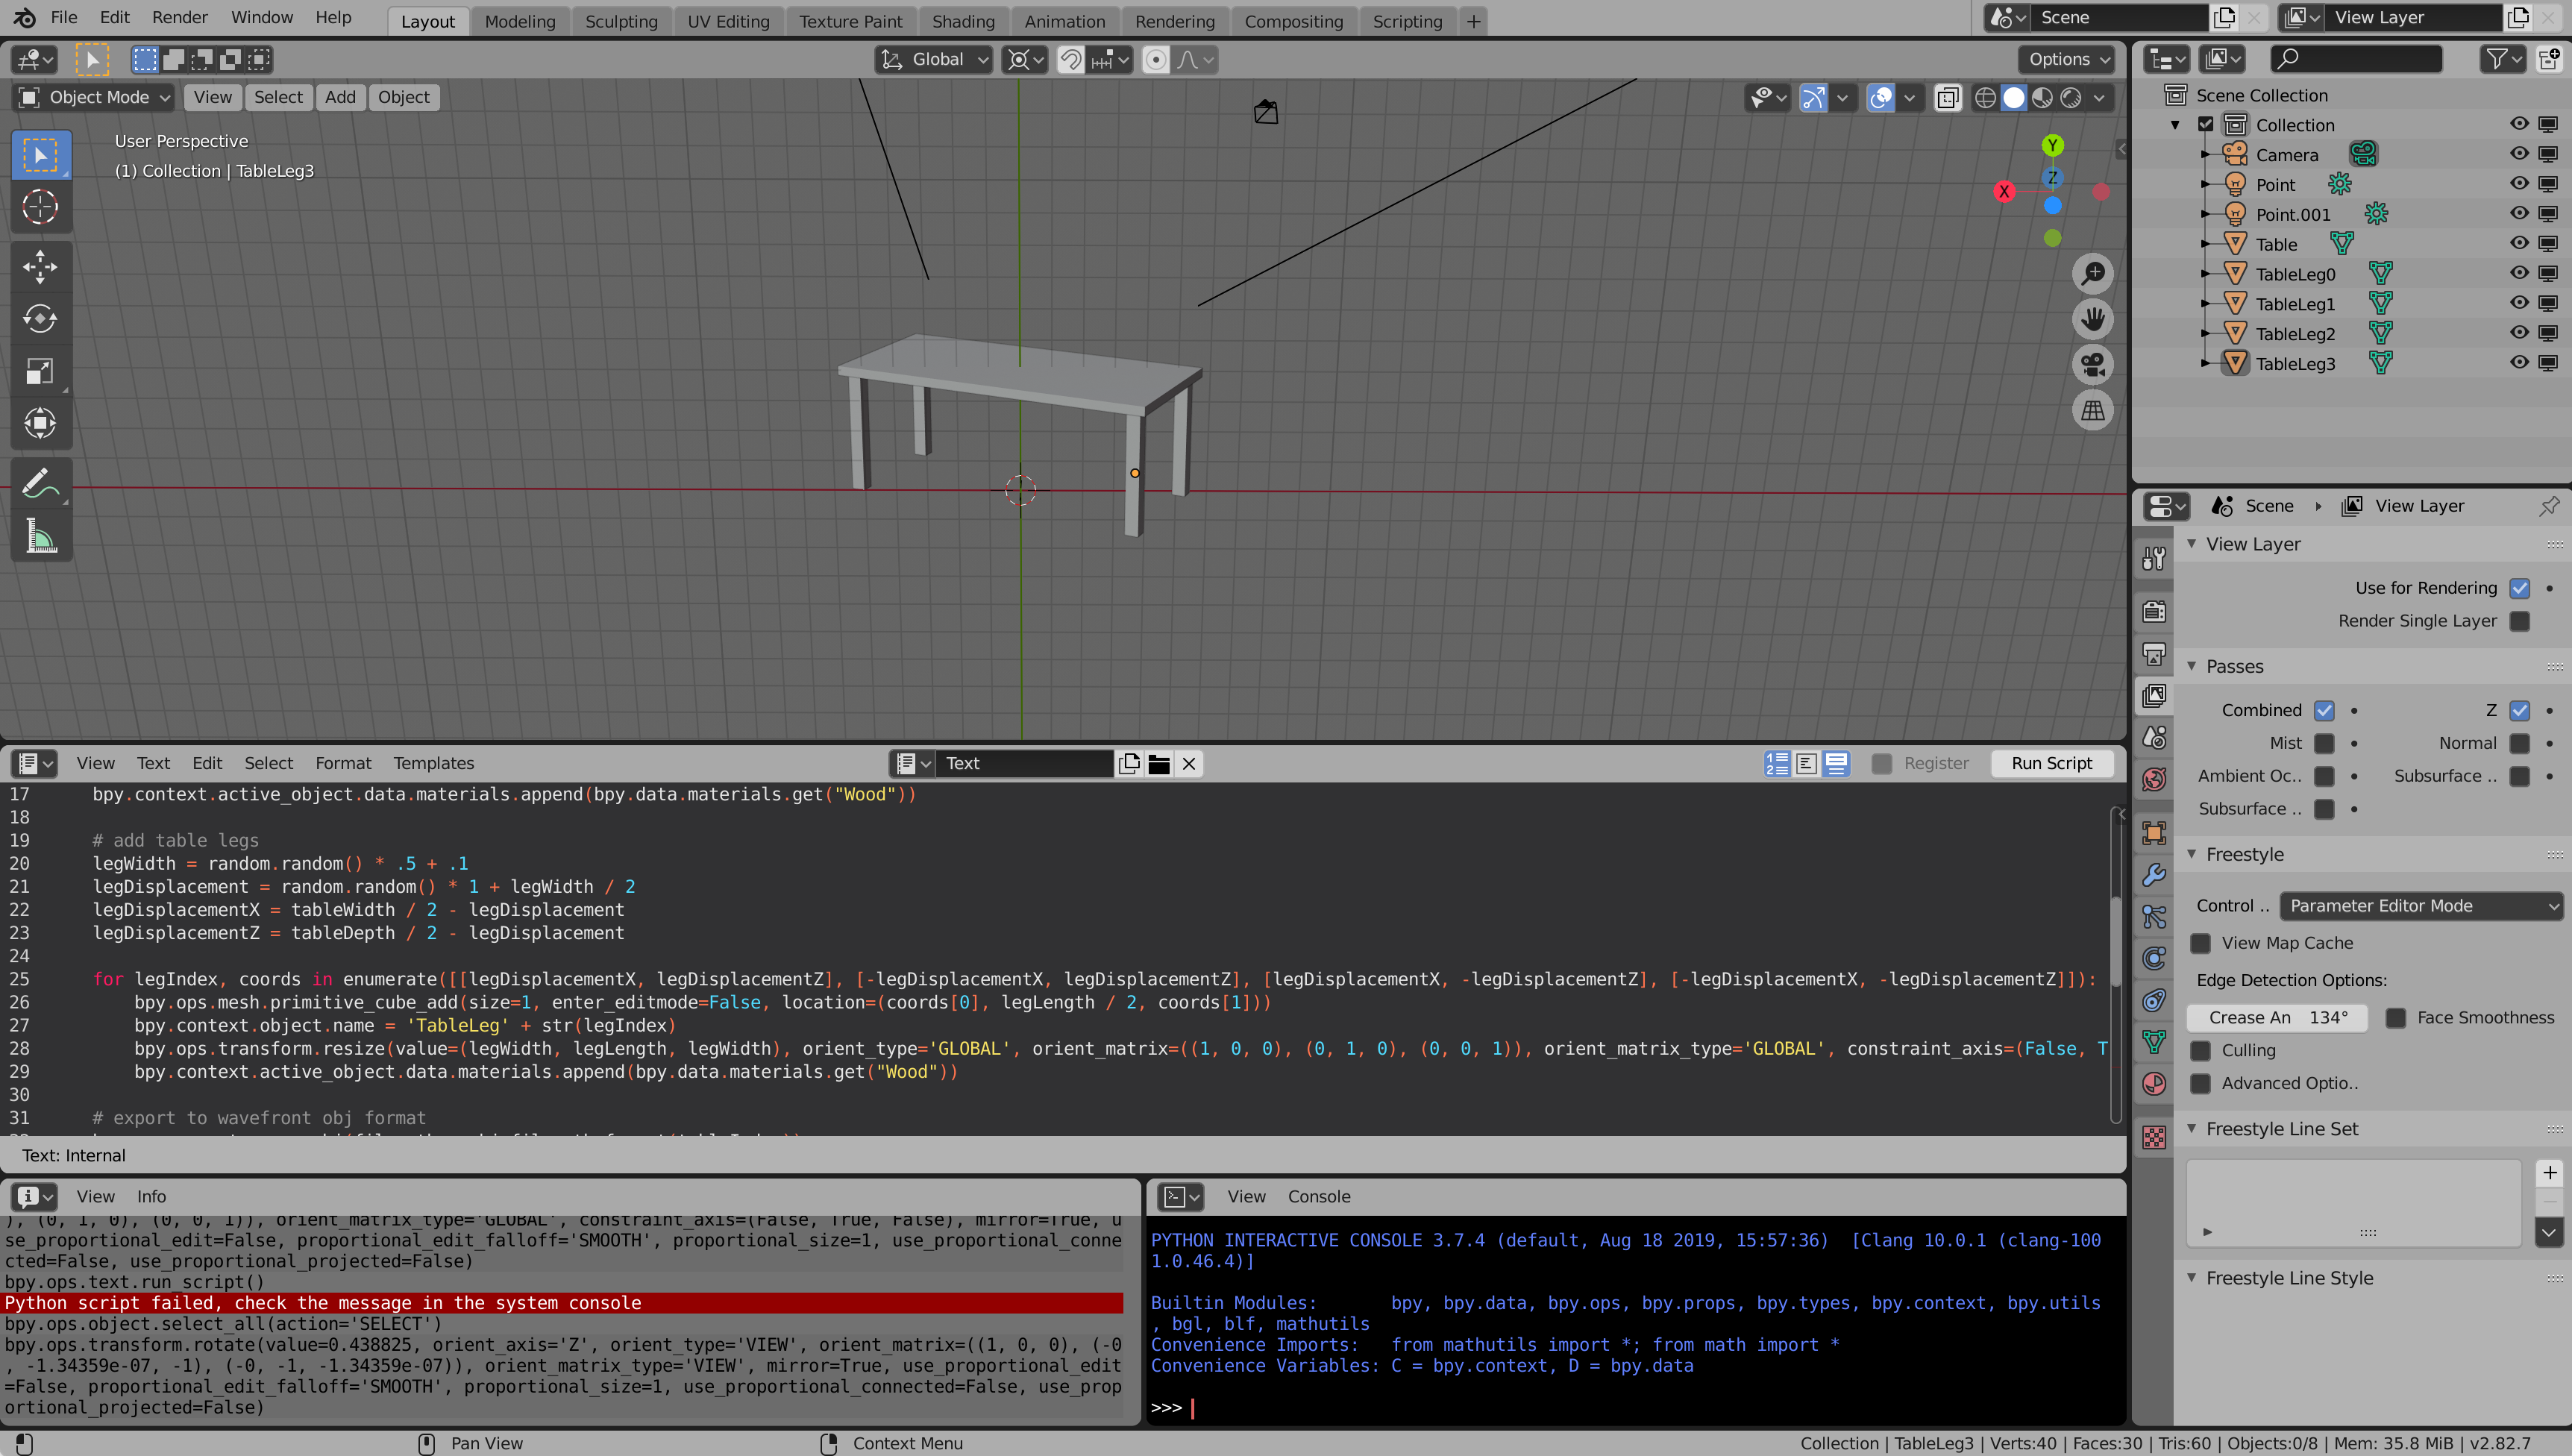 File Edit Render Window Help Layout Modeling Sculpting UV Editing Texture Paint Shading Animation Rendering Compositing Scripting + Scene View Layer
Global Options
Object Mode View Select Add Object
User Perspective
(1) Collection | TableLeg3
Y
X
Z
Scene Collection
Collection
Camera
Point
Point.001
Table
TableLeg0
TableLeg1
TableLeg2
TableLeg3
Scene View Layer
View Layer
Use for Rendering
Render Single Layer
Passes
Combined Z
Mist Normal
Ambient Oc.. Subsurface ..
Subsurface ..
Freestyle
Control .. Parameter Editor Mode
View Map Cache
Edge Detection Options:
Crease An 134° Face Smoothness
Culling
Advanced Optio..
Freestyle Line Set
Freestyle Line Style
View Text Edit Select Format Templates Text Register Run Script
17 bpy.context.active_object.data.materials.append(bpy.data.materials.get("Wood"))
18
19 # add table legs
20 legWidth = random.random() * .5 + .1
21 legDisplacement = random.random() * 1 + legWidth / 2
22 legDisplacementX = tableWidth / 2 - legDisplacement
23 legDisplacementZ = tableDepth / 2 - legDisplacement
24
25 for legIndex, coords in enumerate([[legDisplacementX, legDisplacementZ], [-legDisplacementX, legDisplacementZ], [legDisplacementX, -legDisplacementZ], [-legDisplacementX, -legDisplacementZ]]):
26 bpy.ops.mesh.primitive_cube_add(size=1, enter_editmode=False, location=(coords[0], legLength / 2, coords[1]))
27 bpy.context.object.name = 'TableLeg' + str(legIndex)
28 bpy.ops.transform.resize(value=(legWidth, legLength, legWidth), orient_type='GLOBAL', orient_matrix=((1, 0, 0), (0, 1, 0), (0, 0, 1)), orient_matrix_type='GLOBAL', constraint_axis=(False, T
29 bpy.context.active_object.data.materials.append(bpy.data.materials.get("Wood"))
30
31 # export to wavefront obj format
Text: Internal
View Info
), (0, 1, 0), (0, 0, 1)), orient_matrix_type='GLOBAL', constraint_axis=(False, True, False), mirror=True, u
se_proportional_edit=False, proportional_edit_falloff='SMOOTH', proportional_size=1, use_proportional_conne
cted=False, use_proportional_projected=False)
bpy.ops.text.run_script()
Python script failed, check the message in the system console
bpy.ops.object.select_all(action='SELECT')
bpy.ops.transform.rotate(value=0.438825, orient_axis='Z', orient_type='VIEW', orient_matrix=((1, 0, 0), (-0
, -1.34359e-07, -1), (-0, -1, -1.34359e-07)), orient_matrix_type='VIEW', mirror=True, use_proportional_edit
=False, proportional_edit_falloff='SMOOTH', proportional_size=1, use_proportional_connected=False, use_prop
ortional_projected=False)
View Console
PYTHON INTERACTIVE CONSOLE 3.7.4 (default, Aug 18 2019, 15:57:36) [Clang 10.0.1 (clang-100
1.0.46.4)]
Builtin Modules: bpy, bpy.data, bpy.ops, bpy.props, bpy.types, bpy.context, bpy.utils
, bgl, blf, mathutils
Convenience Imports: from mathutils import *; from math import *
Convenience Variables: C = bpy.context, D = bpy.data
>>>
Pan View Context Menu Collection | TableLeg3 | Verts:40 | Faces:30 | Tris:60 | Objects:0/8 | Mem: 35.8 MiB | v2.82.7